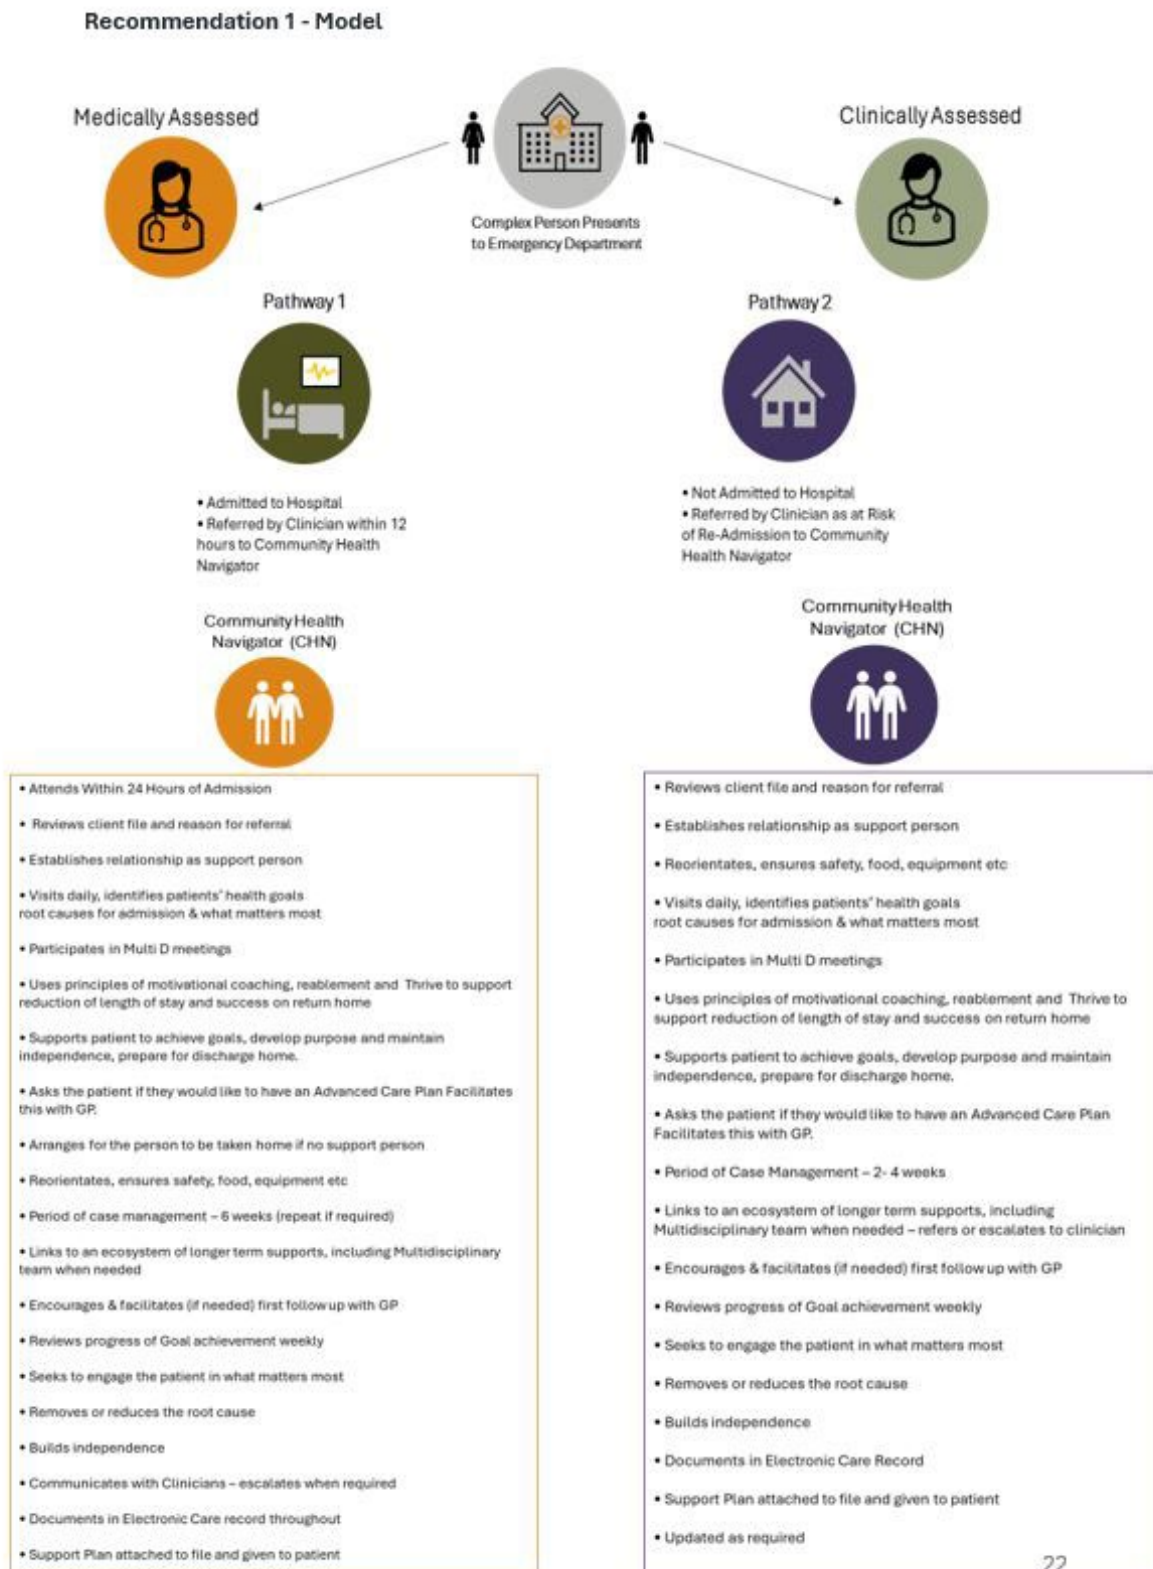 Recommendation 1 - Model
Medically Assessed
Clinically Assessed
Complex Person Presents
to Emergency Department
Pathway 1
• Admitted to Hospital
• Referred by Clinician within 12
hours to Community Health
Navigator
Community Health
Navigator (CHN)
• Attends Within 24 Hours of Admission
• Reviews client file and reason for referral
• Establishes relationship as support person
• Visits daily, identifies patients' health goals
root causes for admission & what matters most
• Participates in Multi D meetings
• Uses principles of motivational coaching, reablement and Thrive to support
reduction of length of stay and success on return home
• Supports patient to achieve goals, develop purpose and maintain
independence, prepare for discharge home.
• Asks the patient if they would like to have an Advanced Care Plan Facilitates
this with GP.
• Arranges for the person to be taken home if no support person
• Reorientates, ensures safety, food, equipment etc
• Period of case management – 6 weeks (repeat if required)
• Links to an ecosystem of longer term supports, including Multidisciplinary
team when needed
• Encourages & facilitates (if needed) first follow up with GP
• Reviews progress of Goal achievement weekly
• Seeks to engage the patient in what matters most
• Removes or reduces the root cause
• Builds independence
• Communicates with Clinicians – escalates when required
• Documents in Electronic Care record throughout
• Support Plan attached to file and given to patient
Pathway 2
• Not Admitted to Hospital
• Referred by Clinician as at Risk
of Re-Admission to Community
Health Navigator
Community Health
Navigator (CHN)
• Reviews client file and reason for referral
• Establishes relationship as support person
• Reorientates, ensures safety, food, equipment etc
• Visits daily, identifies patients' health goals
root causes for admission & what matters most
• Participates in Multi D meetings
• Uses principles of motivational coaching, reablement and Thrive to
support reduction of length of stay and success on return home
• Supports patient to achieve goals, develop purpose and maintain
independence, prepare for discharge home.
• Asks the patient if they would like to have an Advanced Care Plan
Facilitates this with GP.
• Period of Case Management – 2- 4 weeks
• Links to an ecosystem of longer term supports, including
Multidisciplinary team when needed – refers or escalates to clinician
• Encourages & facilitates (if needed) first follow up with GP
• Reviews progress of Goal achievement weekly
• Seeks to engage the patient in what matters most
• Removes or reduces the root cause
• Builds independence
• Documents in Electronic Care Record
• Support Plan attached to file and given to patient
• Updated as required
22